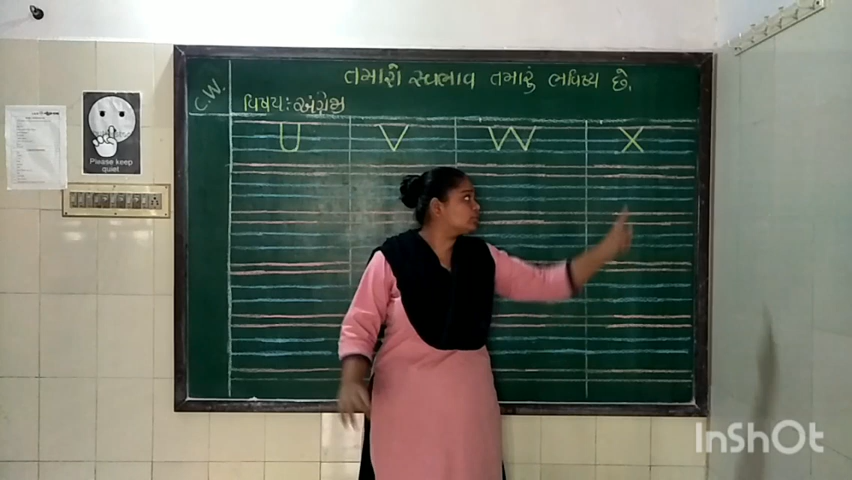 તમારો સ્વભાવ તમારું ભવિષ્ય છે.
C.W.
વિષય: અંગ્રેજી
U V W X
Please keep
quiet
InShOt